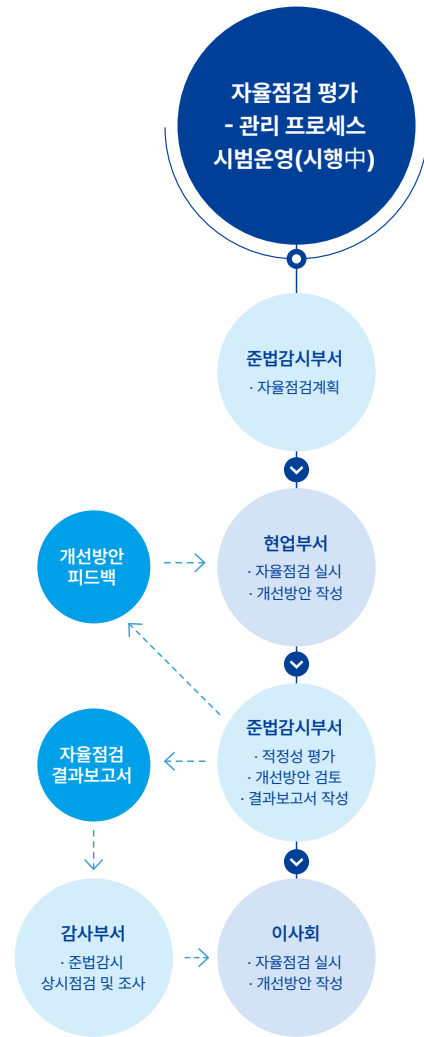 자율점검 평가
- 관리 프로세스
시범운영(시행中)
준법감시부서
· 자율점검계획
개선방안
피드백
현업부서
· 자율점검 실시
· 개선방안 작성
준법감시부서
· 적정성 평가
· 개선방안 검토
· 결과보고서 작성
자율점검
결과보고서
감사부서
· 준법감시
상시점검 및 조사
이사회
· 자율점검 실시
· 개선방안 작성